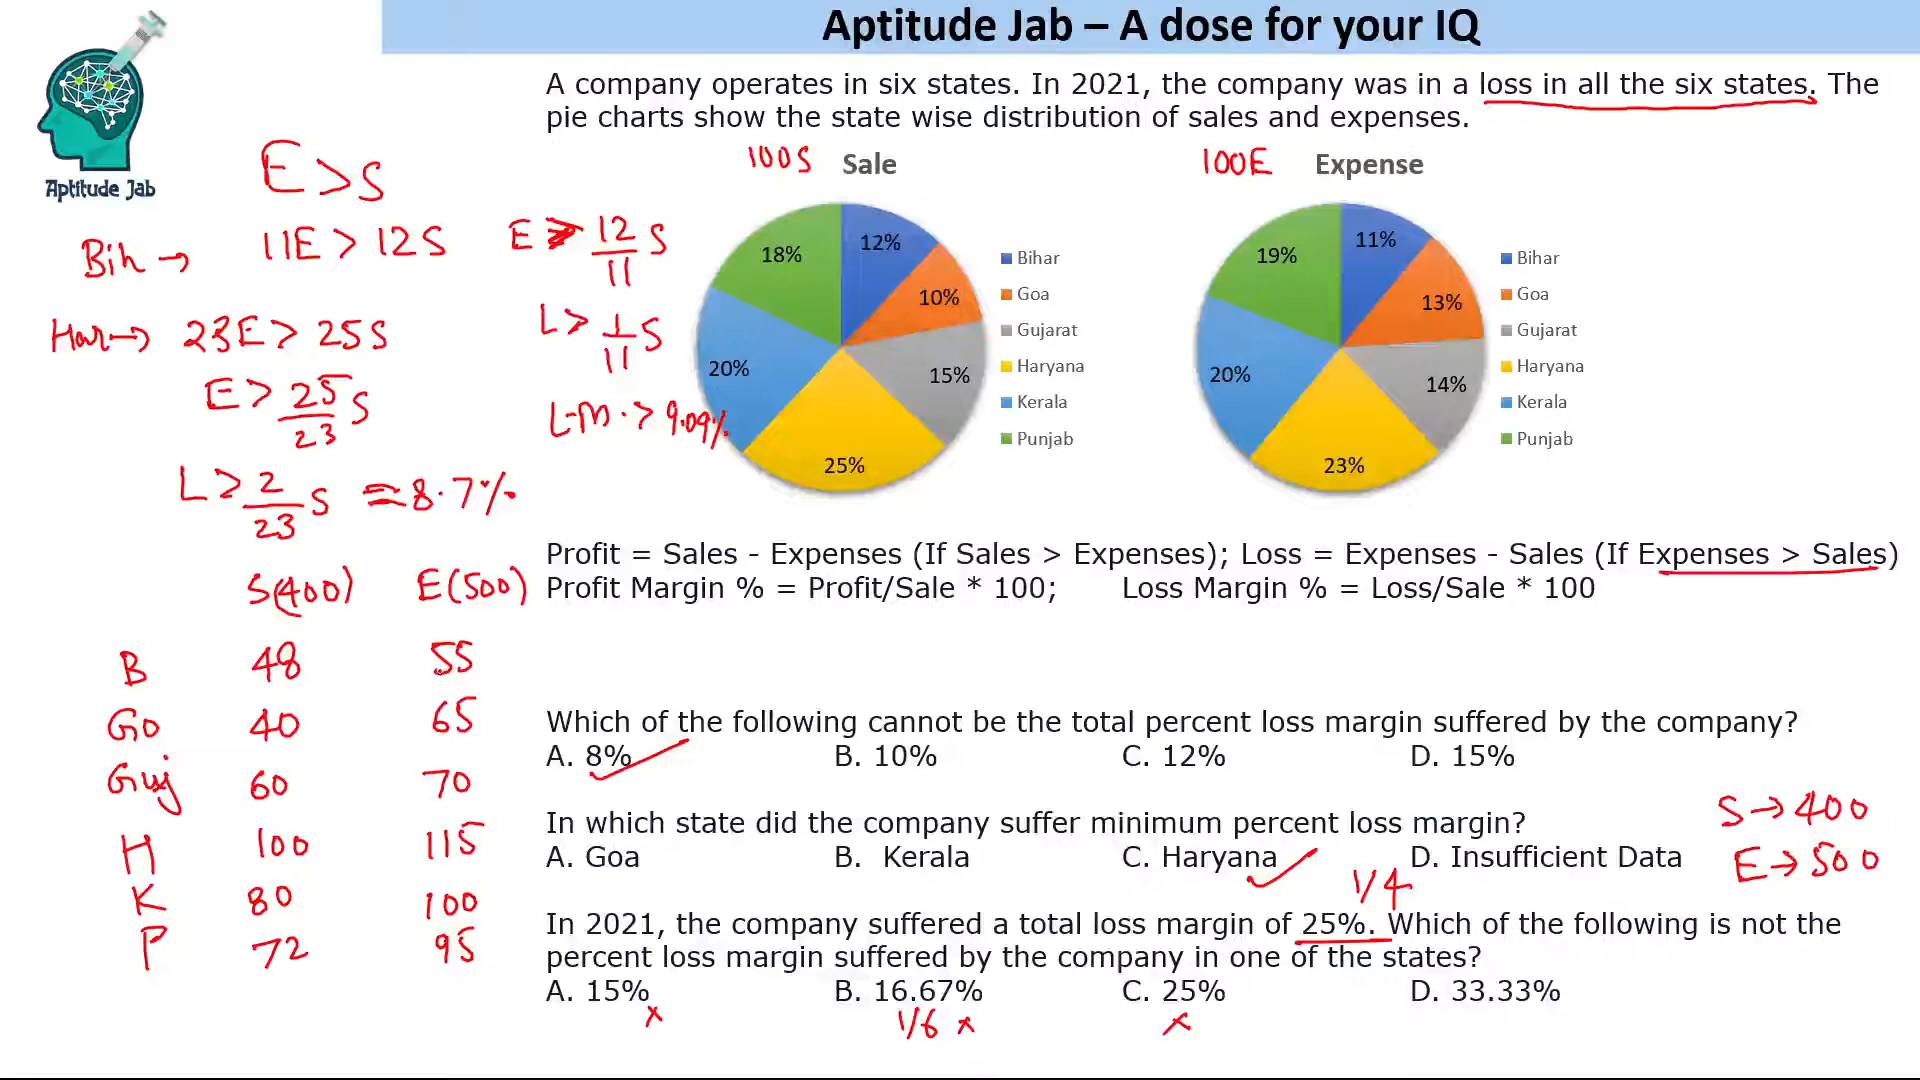 Aptitude Jab – A dose for your IQ
Aptitude Jab
A company operates in six states. In 2021, the company was in a loss in all the six states. The
pie charts show the state wise distribution of sales and expenses.
100S Sale
12%
10%
15%
25%
20%
18%
Bihar
Goa
Gujarat
Haryana
Kerala
Punjab
100E Expense
11%
13%
14%
23%
20%
19%
Bihar
Goa
Gujarat
Haryana
Kerala
Punjab
E > S
Bih → 11E > 12S
E > 12/11 S
Har → 23E > 25S
L > 1/11 S
E > 25/23 S
L-M. > 9.09%
L > 2/23 S = 8.7%
S(400) E(500)
B 48 55
Go 40 65
Guj 60 70
H 100 115
K 80 100
P 72 95
Profit = Sales - Expenses (If Sales > Expenses); Loss = Expenses - Sales (If Expenses > Sales)
Profit Margin % = Profit/Sale * 100; Loss Margin % = Loss/Sale * 100
Which of the following cannot be the total percent loss margin suffered by the company?
A. 8% B. 10% C. 12% D. 15%
In which state did the company suffer minimum percent loss margin?
A. Goa B. Kerala C. Haryana D. Insufficient Data
S → 400
E → 500
1/4
In 2021, the company suffered a total loss margin of 25%. Which of the following is not the
percent loss margin suffered by the company in one of the states?
A. 15% B. 16.67% C. 25% D. 33.33%
x 1/6 x x